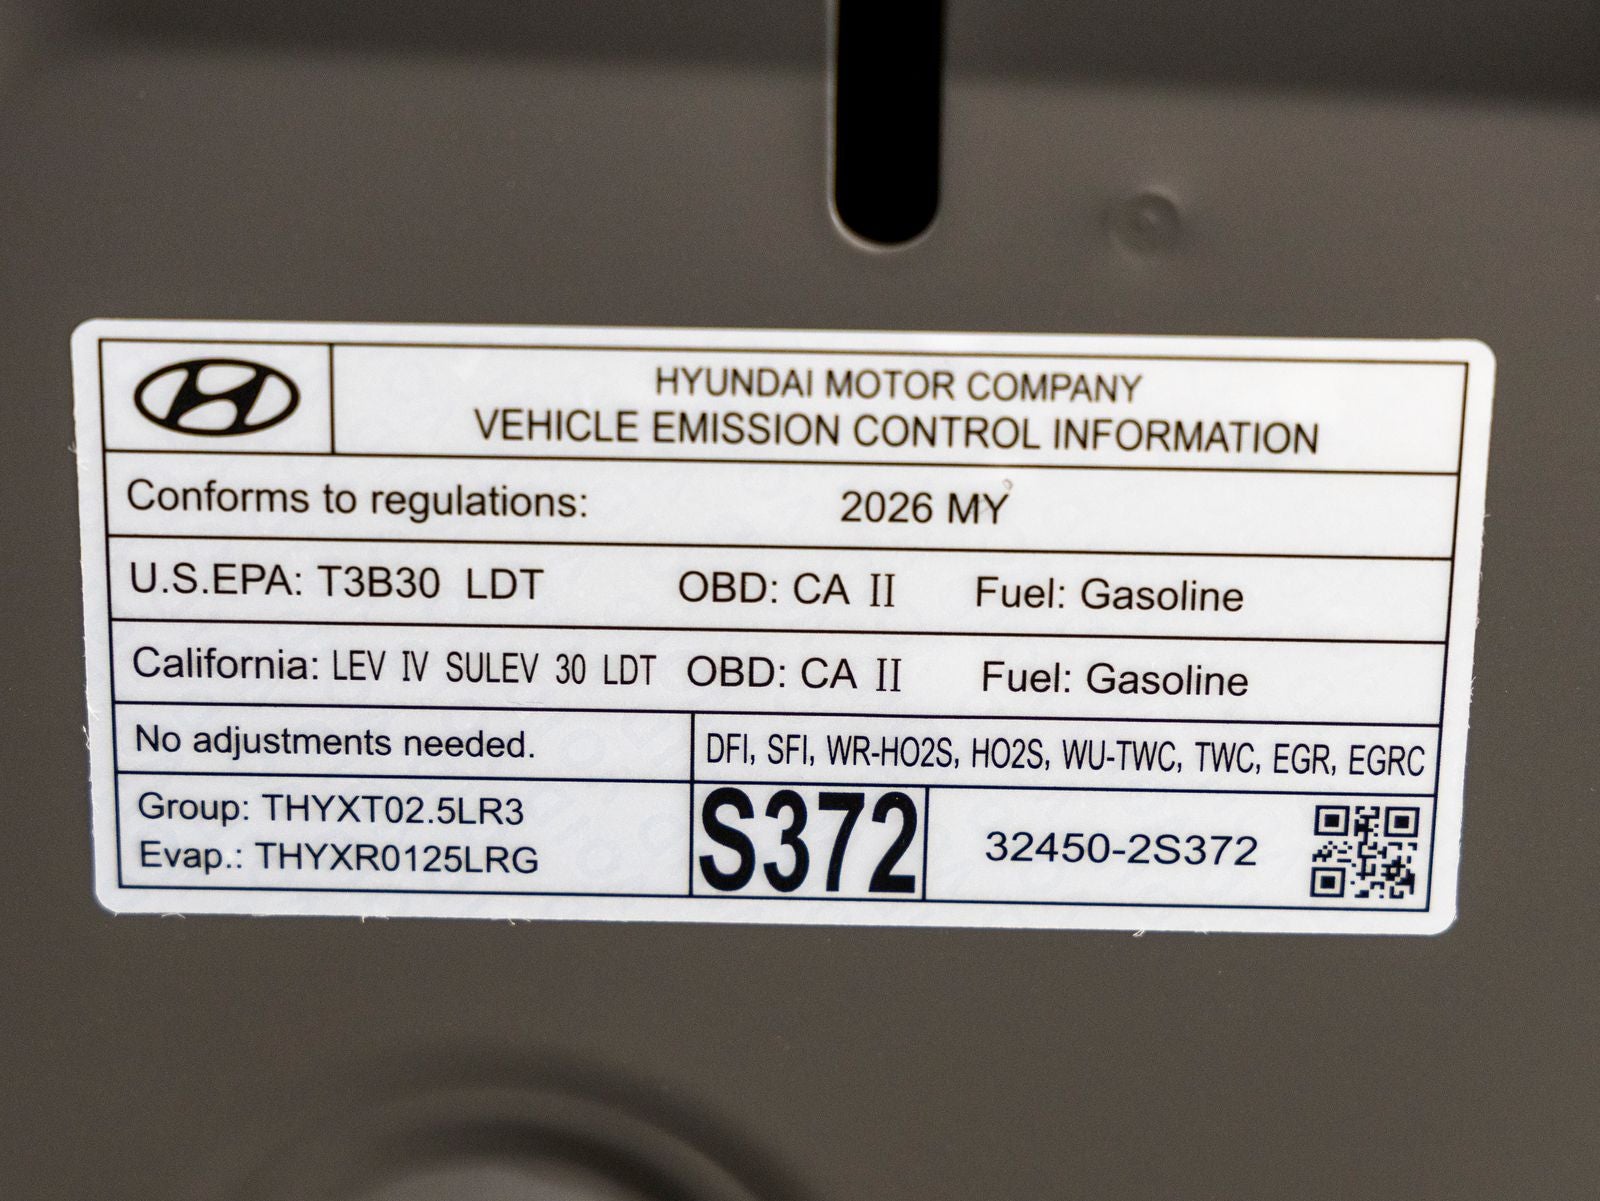 HYUNDAI MOTOR COMPANY
VEHICLE EMISSION CONTROL INFORMATION
Conforms to regulations: 2026 MY
U.S.EPA: T3B30 LDT OBD: CA II Fuel: Gasoline
California: LEV IV SULEV 30 LDT OBD: CA II Fuel: Gasoline
No adjustments needed. DFI, SFI, WR-HO2S, HO2S, WU-TWC, TWC, EGR, EGRC
Group: THYXT02.5LR3
Evap.: THYXR0125LRG
S372
32450-2S372